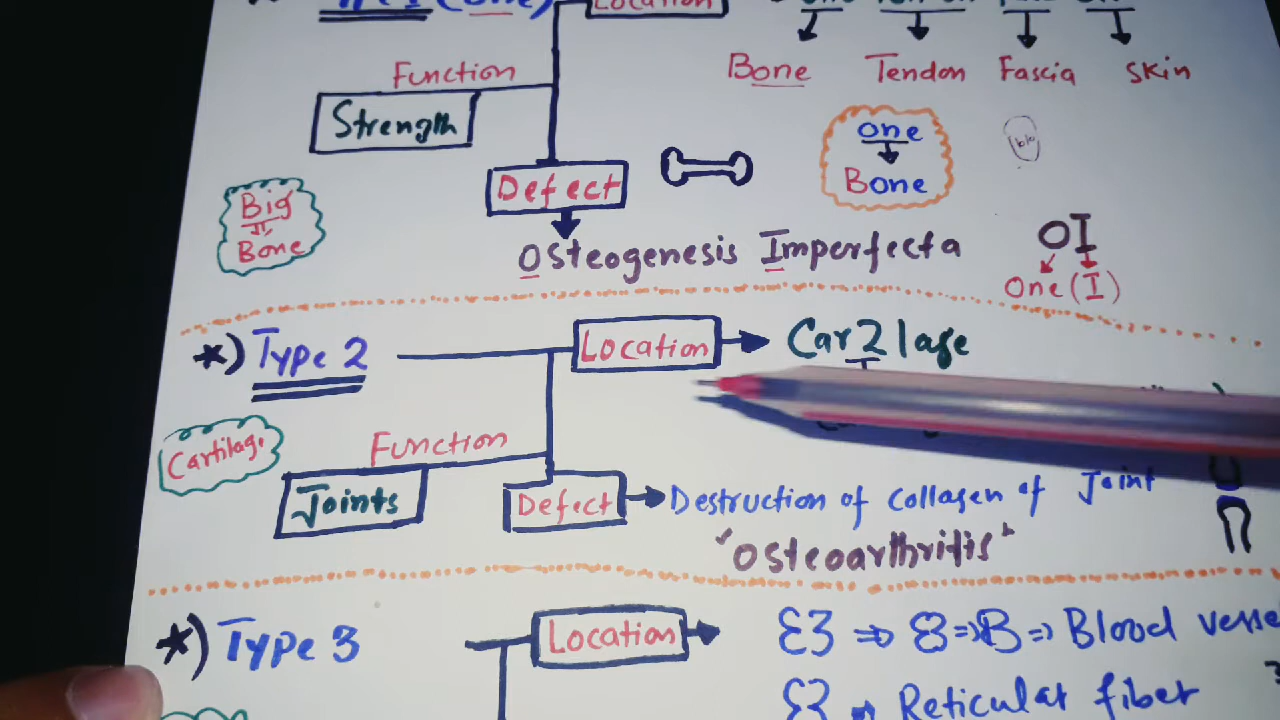 (One)
Location
Function
Bone Tendon Fascia Skin
Strength
one
Bone
Defect
Big
Bone
Osteogenesis Imperfecta
OI
One (I)
*) Type 2
Location
Car2lage
Function
Cartilag.
Joints
Defect
Destruction of collagen of Joint
"Osteoarthritis"
*) Type 3
Location
Ɛ3 ⇒ 8 ⇒ B ⇒ Blood vesse
Ɛ3 ⇒ Reticular fiber